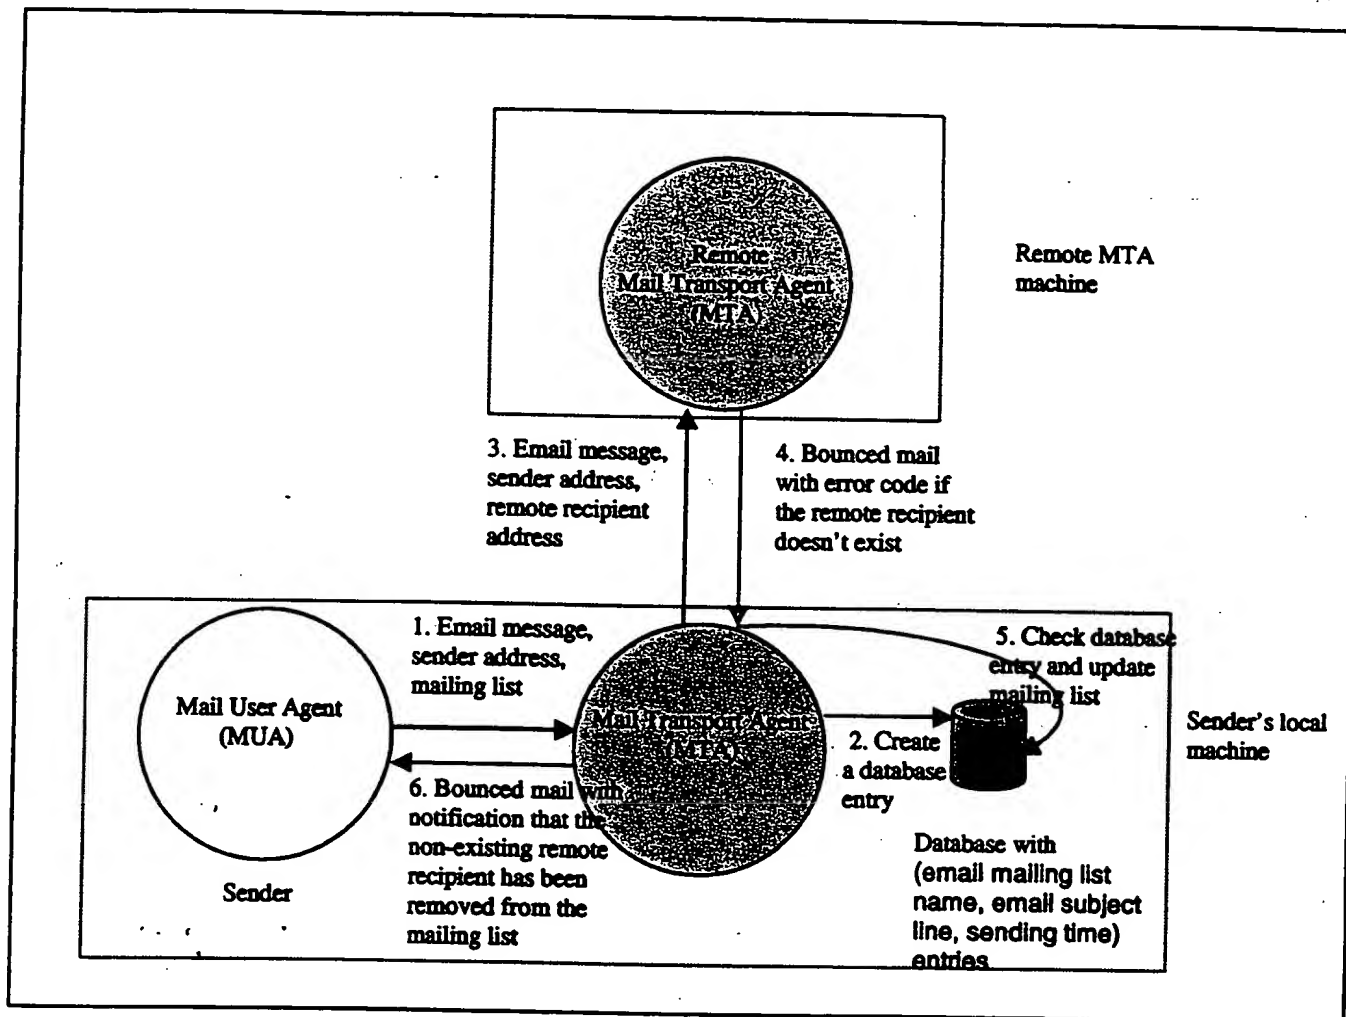 Remote
Mail Transport Agent
(MTA)
Remote MTA
machine
3. Email message,
sender address,
remote recipient
address
4. Bounced mail
with error code if
the remote recipient
doesn't exist
1. Email message,
sender address,
mailing list
5. Check database
entry and update
mailing list
Mail User Agent
(MUA)
Mail Transport Agent
(MTA)
2. Create
a database
entry
Sender's local
machine
6. Bounced mail with
notification that the
non-existing remote
recipient has been
removed from the
mailing list
Sender
Database with
(email mailing list
name, email subject
line, sending time)
entries